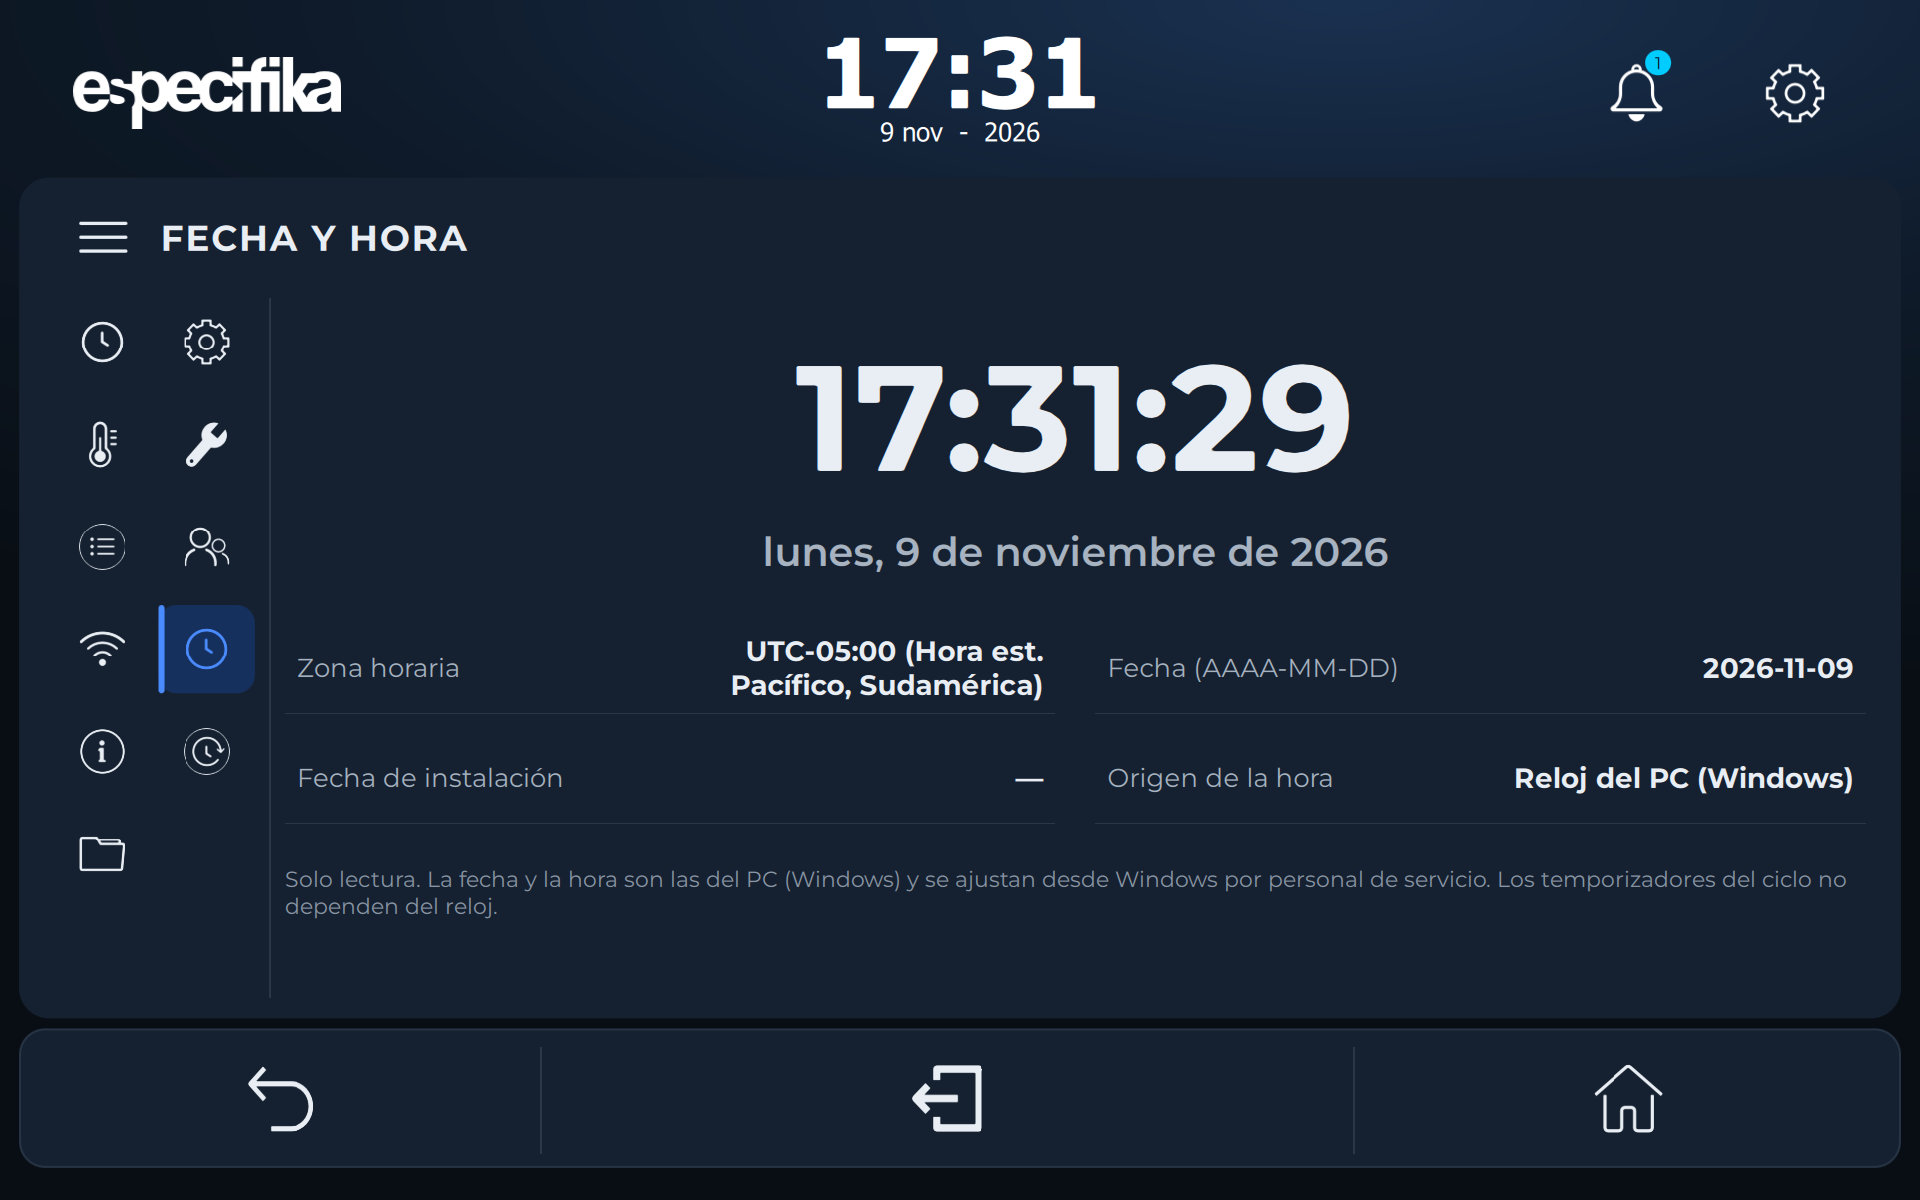 especifika
17:31
9 nov - 2026
1
FECHA Y HORA
17:31:29
lunes, 9 de noviembre de 2026
Zona horaria
UTC-05:00 (Hora est.
Pacífico, Sudamérica)
Fecha (AAAA-MM-DD)
2026-11-09
Fecha de instalación
—
Origen de la hora
Reloj del PC (Windows)
Solo lectura. La fecha y la hora son las del PC (Windows) y se ajustan desde Windows por personal de servicio. Los temporizadores del ciclo no
dependen del reloj.